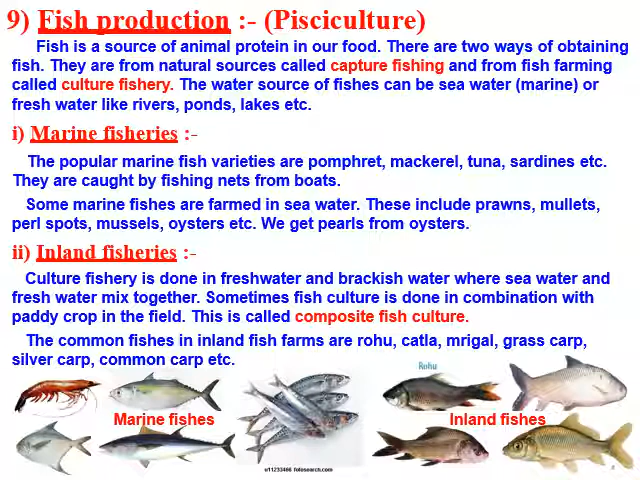 9) Fish production :- (Pisciculture)
Fish is a source of animal protein in our food. There are two ways of obtaining
fish. They are from natural sources called capture fishing and from fish farming
called culture fishery. The water source of fishes can be sea water (marine) or
fresh water like rivers, ponds, lakes etc.
i) Marine fisheries :-
The popular marine fish varieties are pomphret, mackerel, tuna, sardines etc.
They are caught by fishing nets from boats.
Some marine fishes are farmed in sea water. These include prawns, mullets,
perl spots, mussels, oysters etc. We get pearls from oysters.
ii) Inland fisheries :-
Culture fishery is done in freshwater and brackish water where sea water and
fresh water mix together. Sometimes fish culture is done in combination with
paddy crop in the field. This is called composite fish culture.
The common fishes in inland fish farms are rohu, catla, mrigal, grass carp,
silver carp, common carp etc.
Rohu
Marine fishes
Inland fishes
u11233466 fotosearch.com